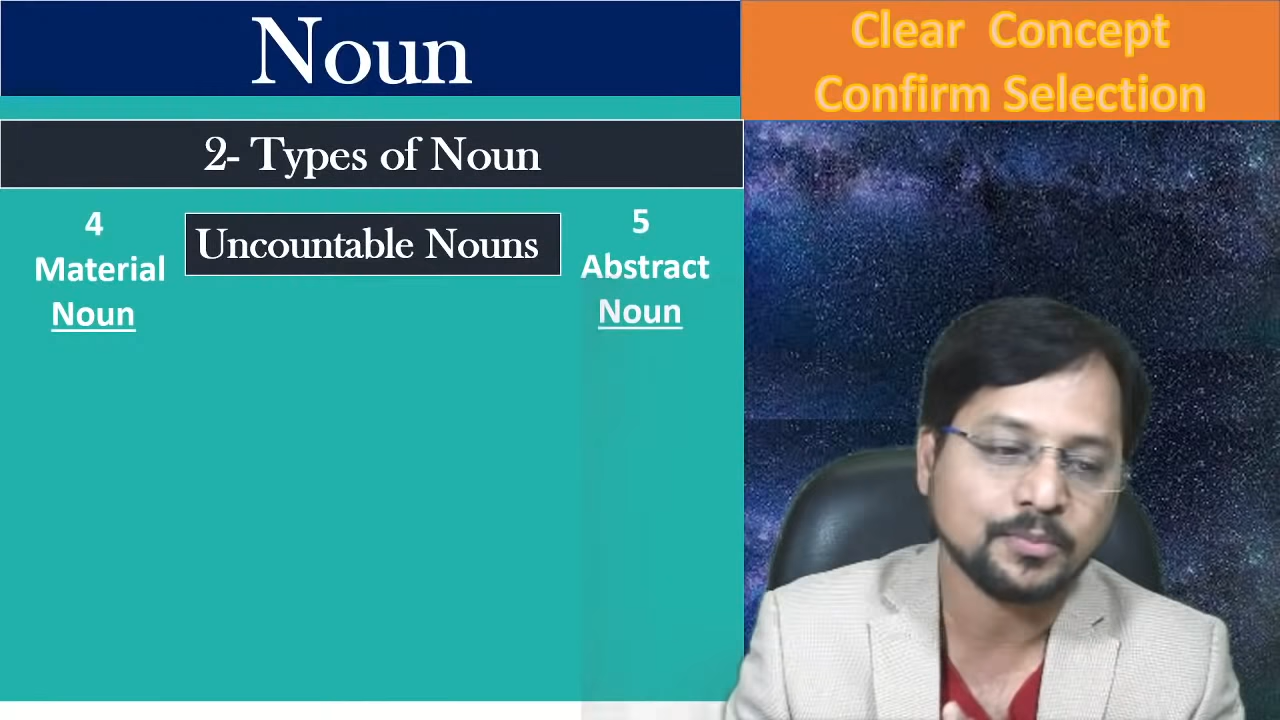 Noun
Clear Concept
Confirm Selection
2- Types of Noun
4
Material
Noun
Uncountable Nouns
5
Abstract
Noun